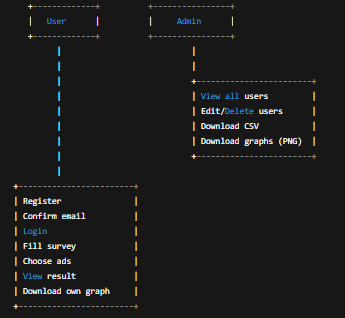 User
Admin
View all users
Edit/Delete users
Download CSV
Download graphs (PNG)
Register
Confirm email
Login
Fill survey
Choose ads
View result
Download own graph